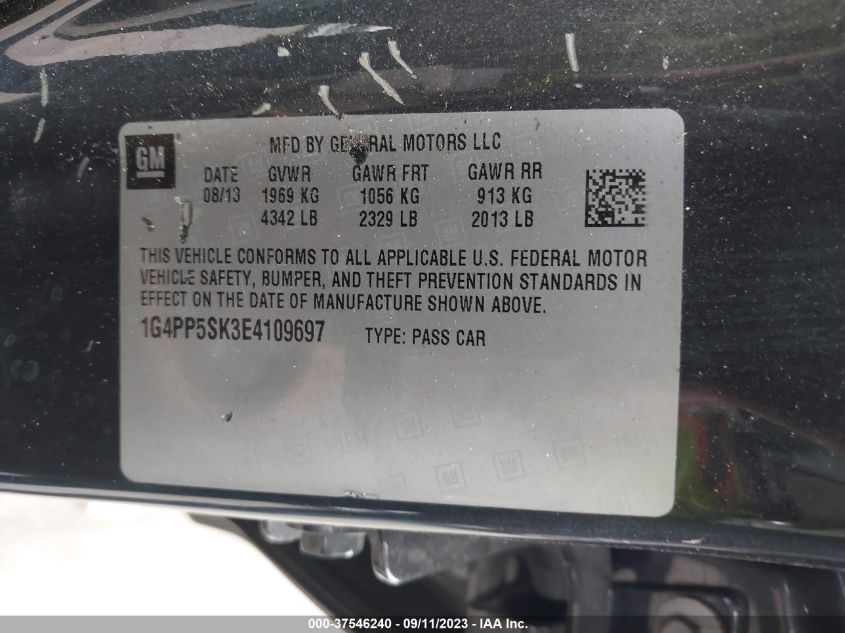 GM
MFD BY GENERAL MOTORS LLC
DATE GVWR GAWR FRT GAWR RR
08/13 1969 KG 1056 KG 913 KG
4342 LB 2329 LB 2013 LB
THIS VEHICLE CONFORMS TO ALL APPLICABLE U.S. FEDERAL MOTOR
VEHICLE SAFETY, BUMPER, AND THEFT PREVENTION STANDARDS IN
EFFECT ON THE DATE OF MANUFACTURE SHOWN ABOVE.
1G4PP5SK3E4109697 TYPE: PASS CAR
000-37546240 - 09/11/2023 - IAA Inc.